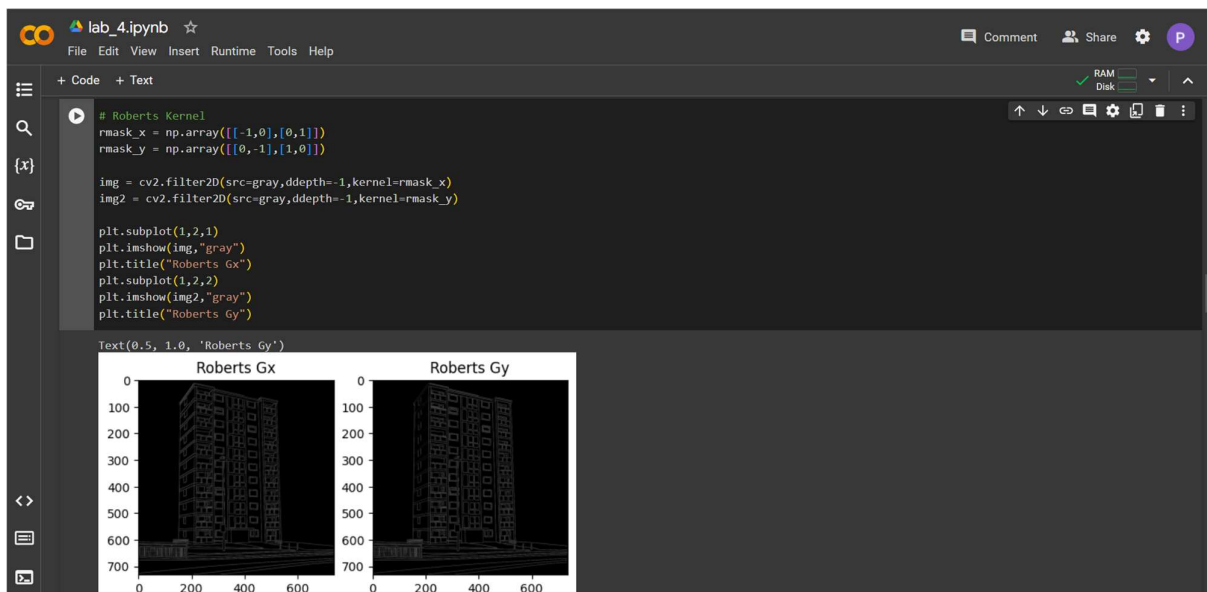 lab_4.ipynb
File Edit View Insert Runtime Tools Help
Comment Share P
+ Code + Text
RAM
Disk
# Roberts Kernel
rmask_x = np.array([[-1,0],[0,1]])
rmask_y = np.array([[0,-1],[1,0]])
img = cv2.filter2D(src=gray,ddepth=-1,kernel=rmask_x)
img2 = cv2.filter2D(src=gray,ddepth=-1,kernel=rmask_y)
plt.subplot(1,2,1)
plt.imshow(img,"gray")
plt.title("Roberts Gx")
plt.subplot(1,2,2)
plt.imshow(img2,"gray")
plt.title("Roberts Gy")
Text(0.5, 1.0, 'Roberts Gy')
Roberts Gx Roberts Gy
0 0
100 100
200 200
300 300
400 400
500 500
600 600
700 700
0 200 400 600 0 200 400 600
{x}